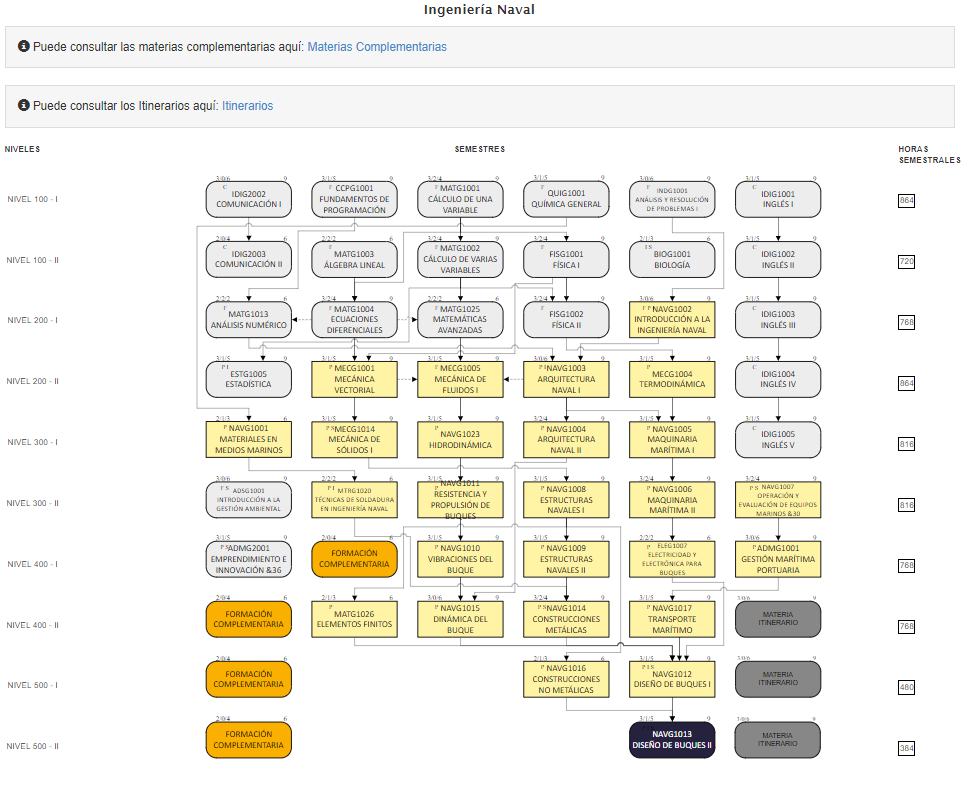 Ingeniería Naval
Puede consultar las materias complementarias aquí: Materias Complementarias
Puede consultar los Itinerarios aquí: Itinerarios
NIVELES
SEMESTRES
HORAS
SEMESTRALES
NIVEL 100 - I
3/0/6 9
C
IDIG2002
COMUNICACIÓN I
3/1/5 9
F
CCPG1001
FUNDAMENTOS DE
PROGRAMACIÓN
3/2/4 9
F
MATG1001
CÁLCULO DE UNA
VARIABLE
3/1/5 9
F
QUIG1001
QUÍMICA GENERAL
3/0/6 9
F
INDG1001
ANÁLISIS Y RESOLUCIÓN
DE PROBLEMAS I
3/1/5 9
C
IDIG1001
INGLÉS I
864
NIVEL 100 - II
2/0/4 6
C
IDIG2003
COMUNICACIÓN II
2/2/2 6
F
MATG1003
ÁLGEBRA LINEAL
3/2/4 9
F
MATG1002
CÁLCULO DE VARIAS
VARIABLES
3/2/4 9
F
FISG1001
FÍSICA I
2/1/3 6
I S
BIOG1001
BIOLOGÍA
3/1/5 9
C
IDIG1002
INGLÉS II
720
NIVEL 200 - I
2/2/2 6
F
MATG1013
ANÁLISIS NUMÉRICO
3/2/4 9
F
MATG1004
ECUACIONES
DIFERENCIALES
2/2/2 6
F
MATG1025
MATEMÁTICAS
AVANZADAS
3/2/4 9
F
FISG1002
FÍSICA II
3/0/6 9
NAVG1002
INTRODUCCIÓN A LA
INGENIERÍA NAVAL
3/1/5 9
C
IDIG1003
INGLÉS III
768
NIVEL 200 - II
3/1/5 9
P I
ESTG1005
ESTADÍSTICA
3/1/5 9
P
MECG1001
MECÁNICA
VECTORIAL
3/1/5 9
F
MECG1005
MECÁNICA DE
FLUIDOS I
3/0/6 9
NAVG1003
ARQUITECTURA
NAVAL I
3/1/5 9
P
MECG1004
TERMODINÁMICA
3/1/5 9
C
IDIG1004
INGLÉS IV
864
NIVEL 300 - I
2/1/3 6
P
NAVG1001
MATERIALES EN
MEDIOS MARINOS
3/1/5 9
P S
MECG1014
MECÁNICA DE
SÓLIDOS I
3/1/5 9
P
NAVG1023
HIDRODINÁMICA
3/2/4 9
P
NAVG1004
ARQUITECTURA
NAVAL II
3/1/5 9
P
NAVG1005
MAQUINARIA
MARÍTIMA I
3/1/5 9
C
IDIG1005
INGLÉS V
816
NIVEL 300 - II
3/0/6 9
P S
ADSG1001
INTRODUCCIÓN A LA
GESTIÓN AMBIENTAL
2/2/2 6
P I
MTRG1020
TÉCNICAS DE SOLDADURA
EN INGENIERÍA NAVAL
3/1/5 9
P
NAVG1011
RESISTENCIA Y
PROPULSIÓN DE
BUQUES
3/1/5 9
P
NAVG1008
ESTRUCTURAS
NAVALES I
3/2/4 9
P
NAVG1006
MAQUINARIA
MARÍTIMA II
3/2/4 9
P S
NAVG1007
OPERACIÓN Y
EVALUACIÓN DE EQUIPOS
MARINOS &30
816
NIVEL 400 - I
3/1/5 9
P S
ADMG2001
EMPRENDIMIENTO E
INNOVACIÓN &36
2/0/4 6
FORMACIÓN
COMPLEMENTARIA
3/1/5 9
P
NAVG1010
VIBRACIONES DEL
BUQUE
3/1/5 9
P
NAVG1009
ESTRUCTURAS
NAVALES II
2/2/2 6
P
ELEG1007
ELECTRICIDAD Y
ELECTRÓNICA PARA
BUQUES
3/0/6 9
P
ADMG1001
GESTIÓN MARÍTIMA
PORTUARIA
768
NIVEL 400 - II
2/0/4 6
FORMACIÓN
COMPLEMENTARIA
2/1/3 6
P
MATG1026
ELEMENTOS FINITOS
3/0/6 9
P
NAVG1015
DINÁMICA DEL
BUQUE
3/2/4 9
P S
NAVG1014
CONSTRUCCIONES
METÁLICAS
3/1/5 9
P
NAVG1017
TRANSPORTE
MARÍTIMO
3/0/6 9
MATERIA
ITINERARIO
768
NIVEL 500 - I
2/0/4 6
FORMACIÓN
COMPLEMENTARIA
2/1/3 6
P
NAVG1016
CONSTRUCCIONES
NO METÁLICAS
3/1/5 9
P I S
NAVG1012
DISEÑO DE BUQUES I
3/0/6 9
MATERIA
ITINERARIO
480
NIVEL 500 - II
2/0/4 6
FORMACIÓN
COMPLEMENTARIA
3/1/5 9
NAVG1013
DISEÑO DE BUQUES II
3/0/6 9
MATERIA
ITINERARIO
384